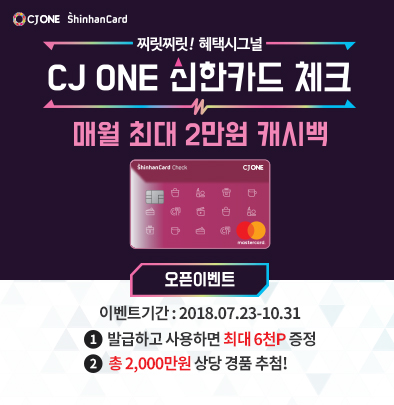 CJ ONE ShinhanCard
찌릿찌릿! 혜택시그널
CJ ONE 신한카드 체크
매월 최대 2만원 캐시백
ShinhanCard Check CJ ONE
mastercard
오픈이벤트
이벤트기간 : 2018.07.23-10.31
1 발급하고 사용하면 최대 6천P 증정
2 총 2,000만원 상당 경품 추첨!